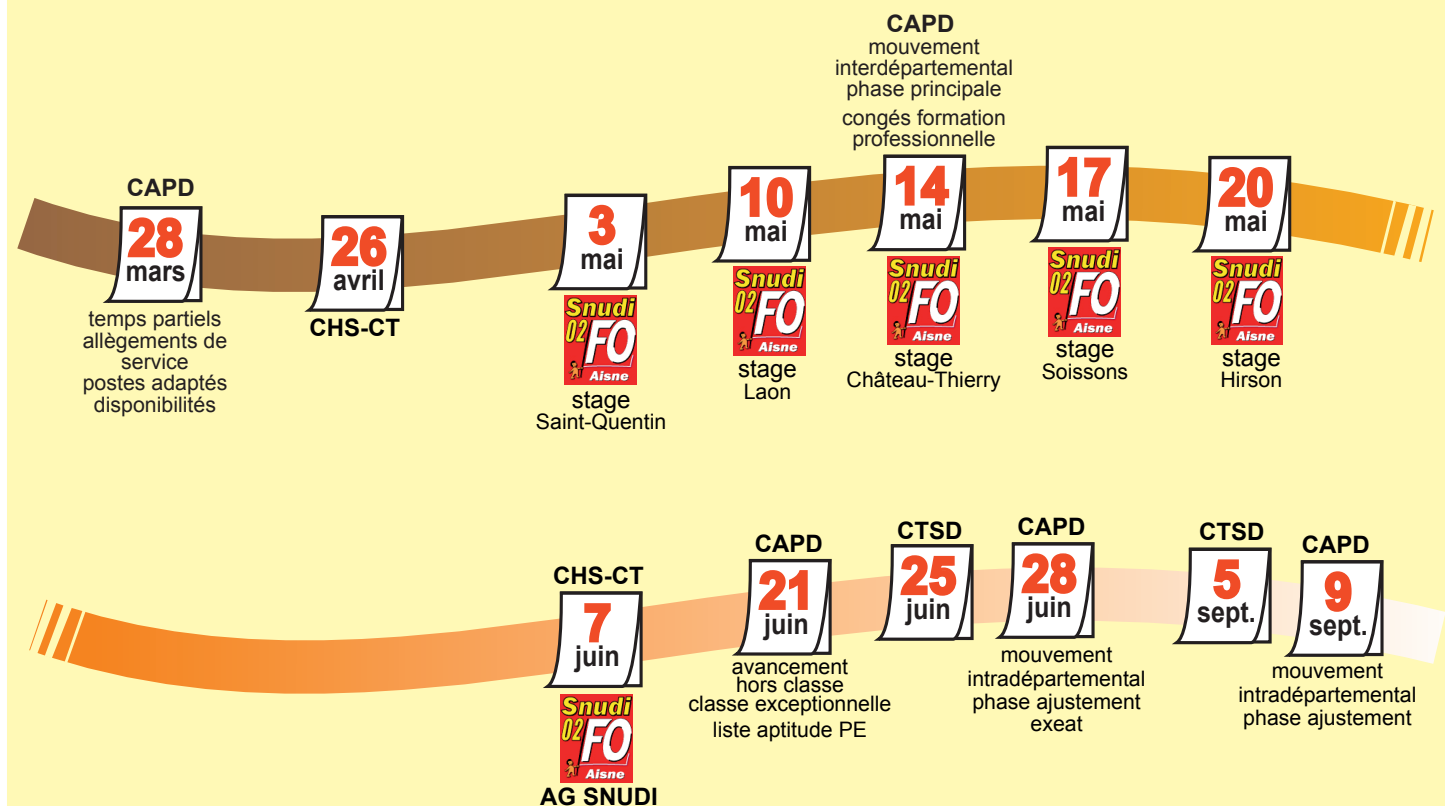 CAPD
28
mars
temps partiels
allègements de
service
postes adaptés
disponibilités
26
avril
CHS-CT
3
mai
Snudi
02 FO
Aisne
stage
Saint-Quentin
10
mai
Snudi
02 FO
Aisne
stage
Laon
CAPD
mouvement
interdépartemental
phase principale
congés formation
professionnelle
14
mai
Snudi
02 FO
Aisne
stage
Château-Thierry
17
mai
Snudi
02 FO
Aisne
stage
Soissons
20
mai
Snudi
02 FO
Aisne
stage
Hirson
CHS-CT
7
juin
Snudi
02 FO
Aisne
AG SNUDI
CAPD
21
juin
avancement
hors classe
classe exceptionnelle
liste aptitude PE
CTSD
25
juin
CAPD
28
juin
mouvement
intradépartemental
phase ajustement
exeat
CTSD
5
sept.
CAPD
9
sept.
mouvement
intradépartemental
phase ajustement